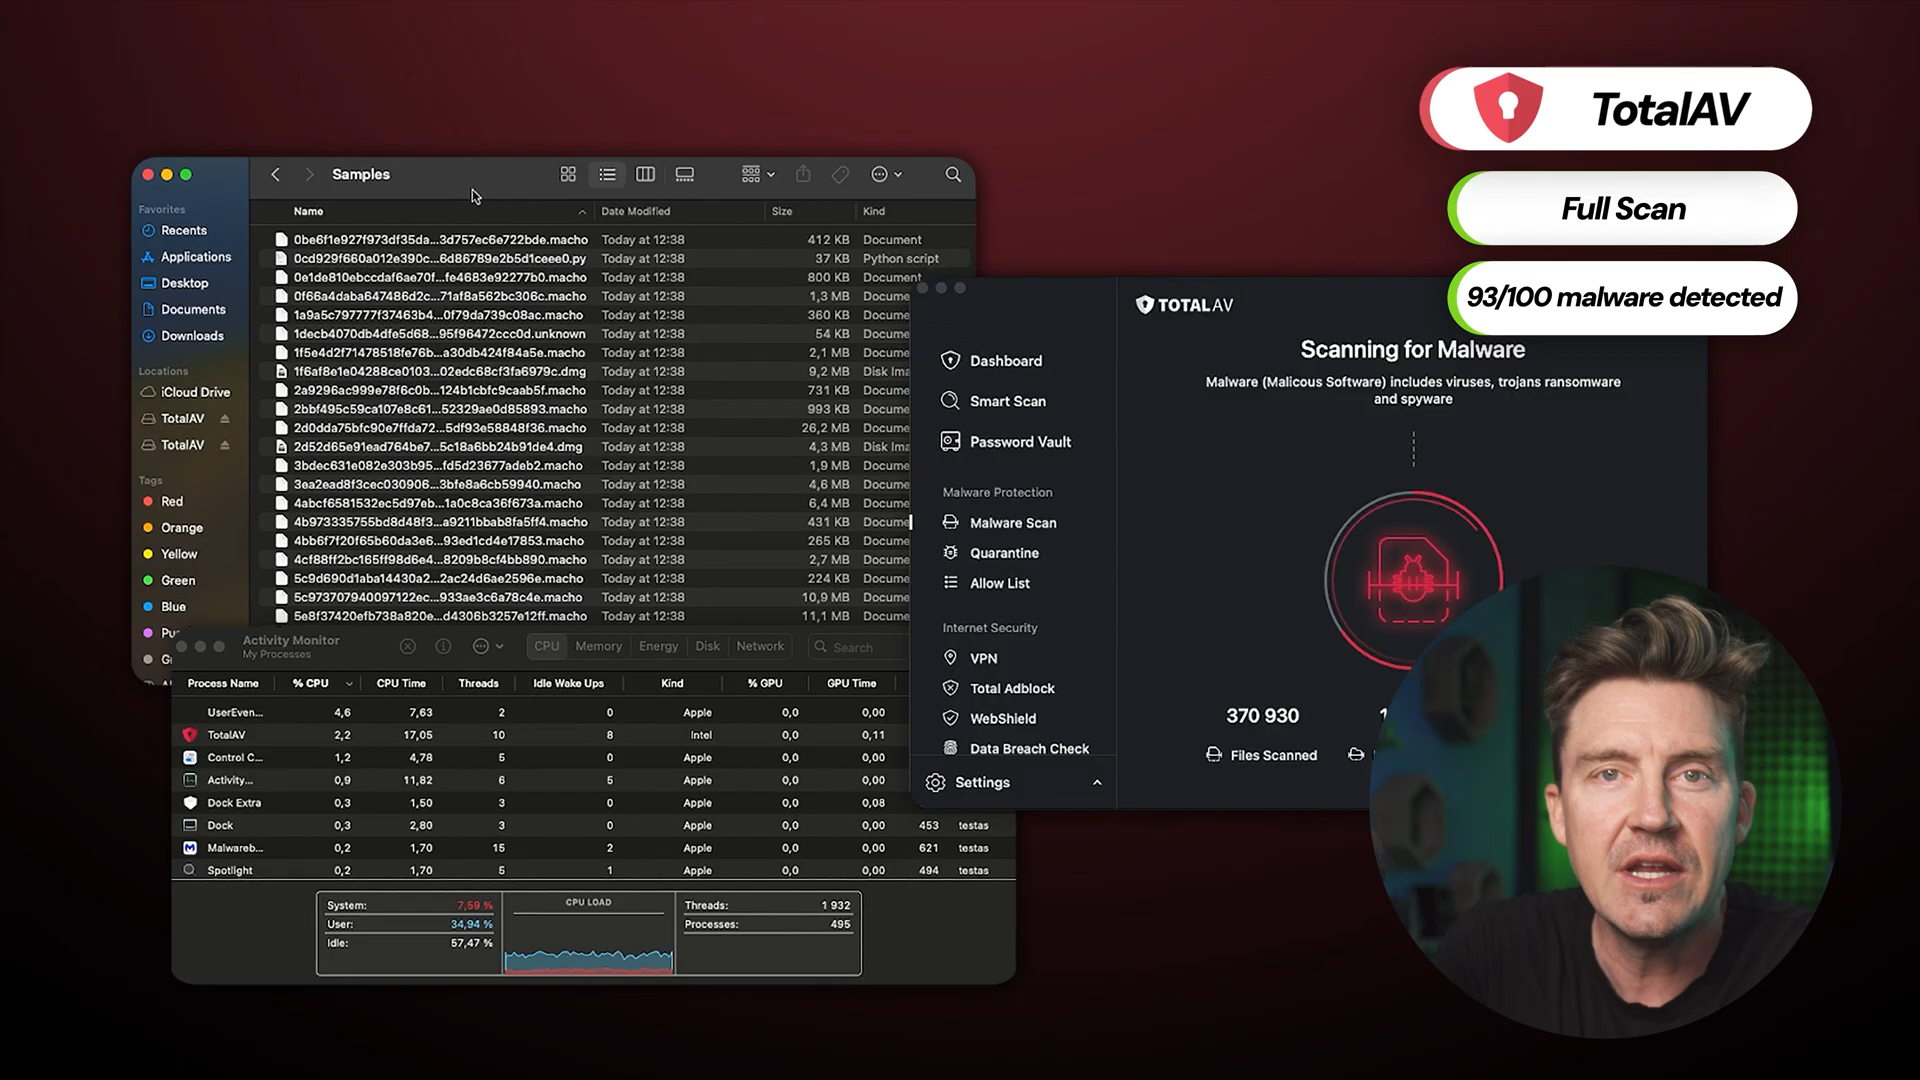 TotalAV
Full Scan
93/100 malware detected
Samples
Favorites
Recents
Applications
Desktop
Documents
Downloads
Locations
iCloud Drive
TotalAV
TotalAV
Tags
Red
Orange
Yellow
Green
Blue
Name Date Modified Size Kind
0be6f1e927f973df35da...3d757ec6e722bde.macho Today at 12:38 412 KB Document
0cd929f660a012e390c...6d86789e2b5d1ceee0.py Today at 12:38 37 KB Python script
0e1de810ebccdaf6ae70f...fe4683e92277b0.macho Today at 12:38 800 KB Document
0f66a4daba647486d2c...71af8a562bc306c.macho Today at 12:38 1,3 MB Docume
1a9a5c797777f37463b4...0f79da739c08ac.macho Today at 12:38 360 KB Docume
1decb4070db4dfe5d68...95f96472ccc0d.unknown Today at 12:38 54 KB Docume
1f5e4d2f71478518fe76b...a30db424f84a5e.macho Today at 12:38 2,1 MB Docume
1f6af8e1e04288ce0103...02edc68cf3fa6979c.dmg Today at 12:38 9,2 MB Disk Ima
2a9296ac999e78f6c0b...124b1cbfc9caab5f.macho Today at 12:38 731 KB Docume
2bbf495c59ca107e8c61...52329ae0d85893.macho Today at 12:38 993 KB Docume
2d0dda75bfc90e7ffda72...5df93e58848f36.macho Today at 12:38 26,2 MB Docume
2d52d65e91ead764be7...5c18a6bb24b91de4.dmg Today at 12:38 4,3 MB Disk Ima
3bdec631e082e303b95...fd5d23677adeb2.macho Today at 12:38 1,9 MB Docume
3ea2ead8f3cec030906...3bfe8a6cb59940.macho Today at 12:38 4,6 MB Docume
4abcf6581532ec5d97eb...1a0c8ca36f673a.macho Today at 12:38 6,4 MB Docume
4b973335755bd8d48f3...a9211bbab8fa5ff4.macho Today at 12:38 431 KB Docume
4bb6f7f20f65b60da3e6...93ed1cd4e17853.macho Today at 12:38 265 KB Docume
4cf88ff2bc165ff98d6e4...8209b8cf4bb890.macho Today at 12:38 2,7 MB Docume
5c9d690d1aba14430a2...2ac24d6ae2596e.macho Today at 12:38 224 KB Docume
5c973707940097122ec...933ae3c6a78c4e.macho Today at 12:38 10,9 MB Docume
5e8f37420efb738a820e...d4306b3257e12ff.macho Today at 12:38 11,1 MB Docume
Activity Monitor
My Processes
CPU Memory Energy Disk Network Search
Process Name % CPU CPU Time Threads Idle Wake Ups Kind % GPU GPU Time
UserEven... 4,6 7,63 2 0 Apple 0,0 0,00
TotalAV 2,2 17,05 10 8 Intel 0,0 0,11
Control C... 1,2 4,78 5 0 Apple 0,0 0,00
Activity... 0,9 11,82 6 5 Apple 0,0 0,00
Dock Extra 0,3 1,50 3 0 Apple 0,0 0,08
Dock 0,3 2,80 3 0 Apple 0,0 0,00 453 testas
Malwareb... 0,2 1,70 15 2 Apple 0,0 0,00 621 testas
Spotlight 0,2 1,70 5 1 Apple 0,0 0,00 494 testas
System: 7,59 %
User: 34,94 %
Idle: 57,47 %
CPU LOAD
Threads: 1 932
Processes: 495
TOTALAV
Dashboard
Smart Scan
Password Vault
Malware Protection
Malware Scan
Quarantine
Allow List
Internet Security
VPN
Total Adblock
WebShield
Data Breach Check
Settings
Scanning for Malware
Malware (Malicous Software) includes viruses, trojans ransomware
and spyware
370 930
Files Scanned